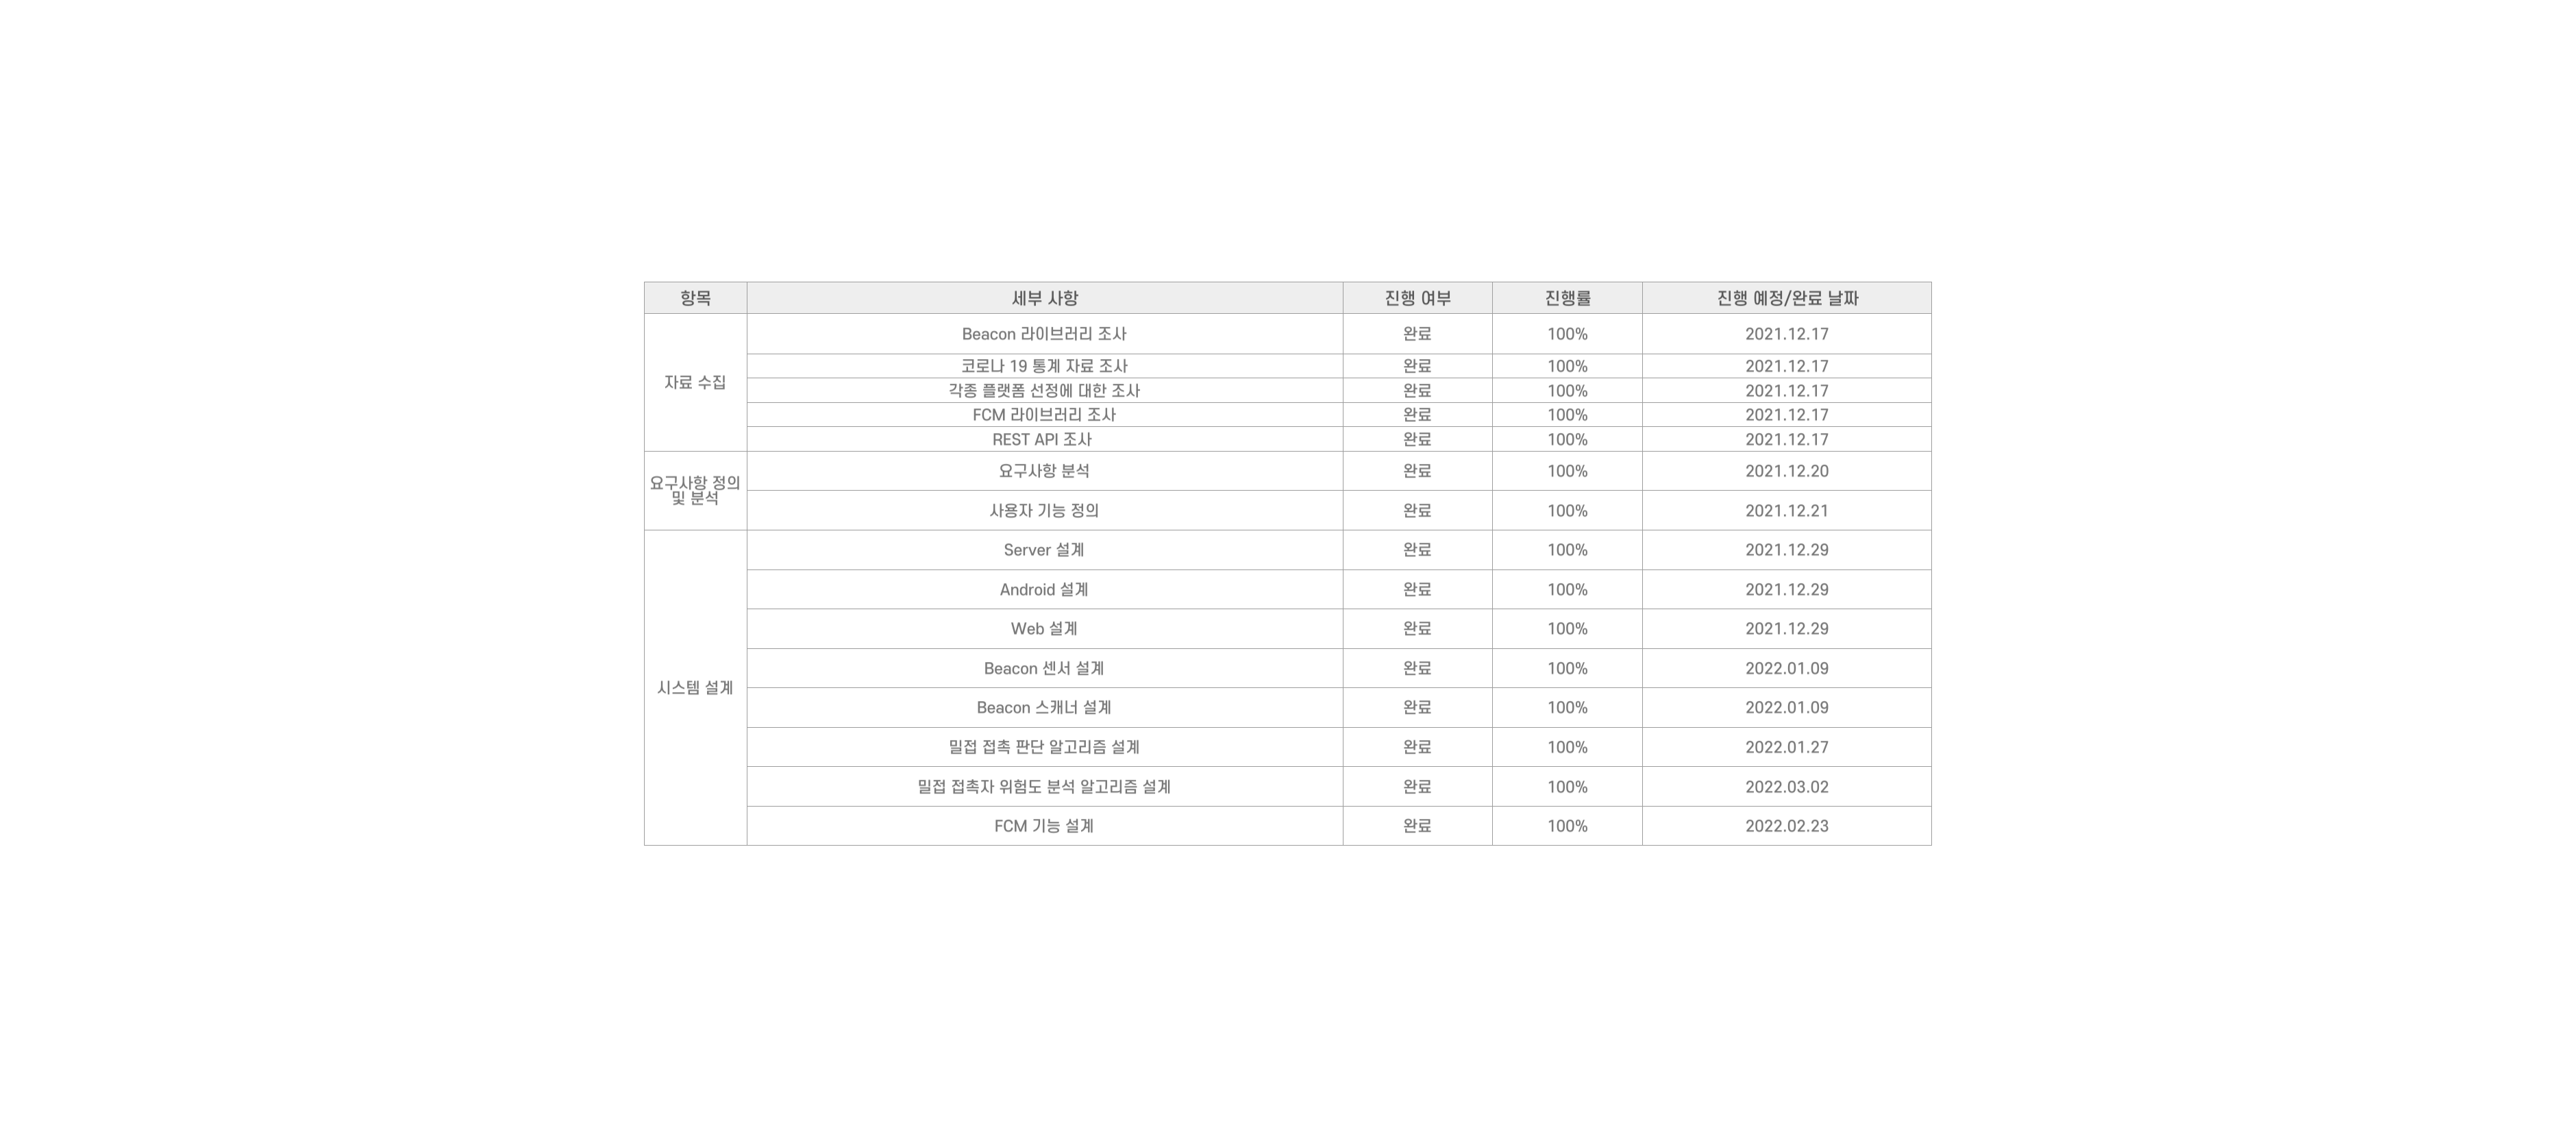 항목 세부 사항 진행 여부 진행률 진행 예정/완료 날짜
자료 수집
Beacon 라이브러리 조사 완료 100% 2021.12.17
코로나 19 통계 자료 조사 완료 100% 2021.12.17
각종 플랫폼 선정에 대한 조사 완료 100% 2021.12.17
FCM 라이브러리 조사 완료 100% 2021.12.17
REST API 조사 완료 100% 2021.12.17
요구사항 정의
및 분석
요구사항 분석 완료 100% 2021.12.20
사용자 기능 정의 완료 100% 2021.12.21
시스템 설계
Server 설계 완료 100% 2021.12.29
Android 설계 완료 100% 2021.12.29
Web 설계 완료 100% 2021.12.29
Beacon 센서 설계 완료 100% 2022.01.09
Beacon 스캐너 설계 완료 100% 2022.01.09
밀접 접촉 판단 알고리즘 설계 완료 100% 2022.01.27
밀접 접촉자 위험도 분석 알고리즘 설계 완료 100% 2022.03.02
FCM 기능 설계 완료 100% 2022.02.23